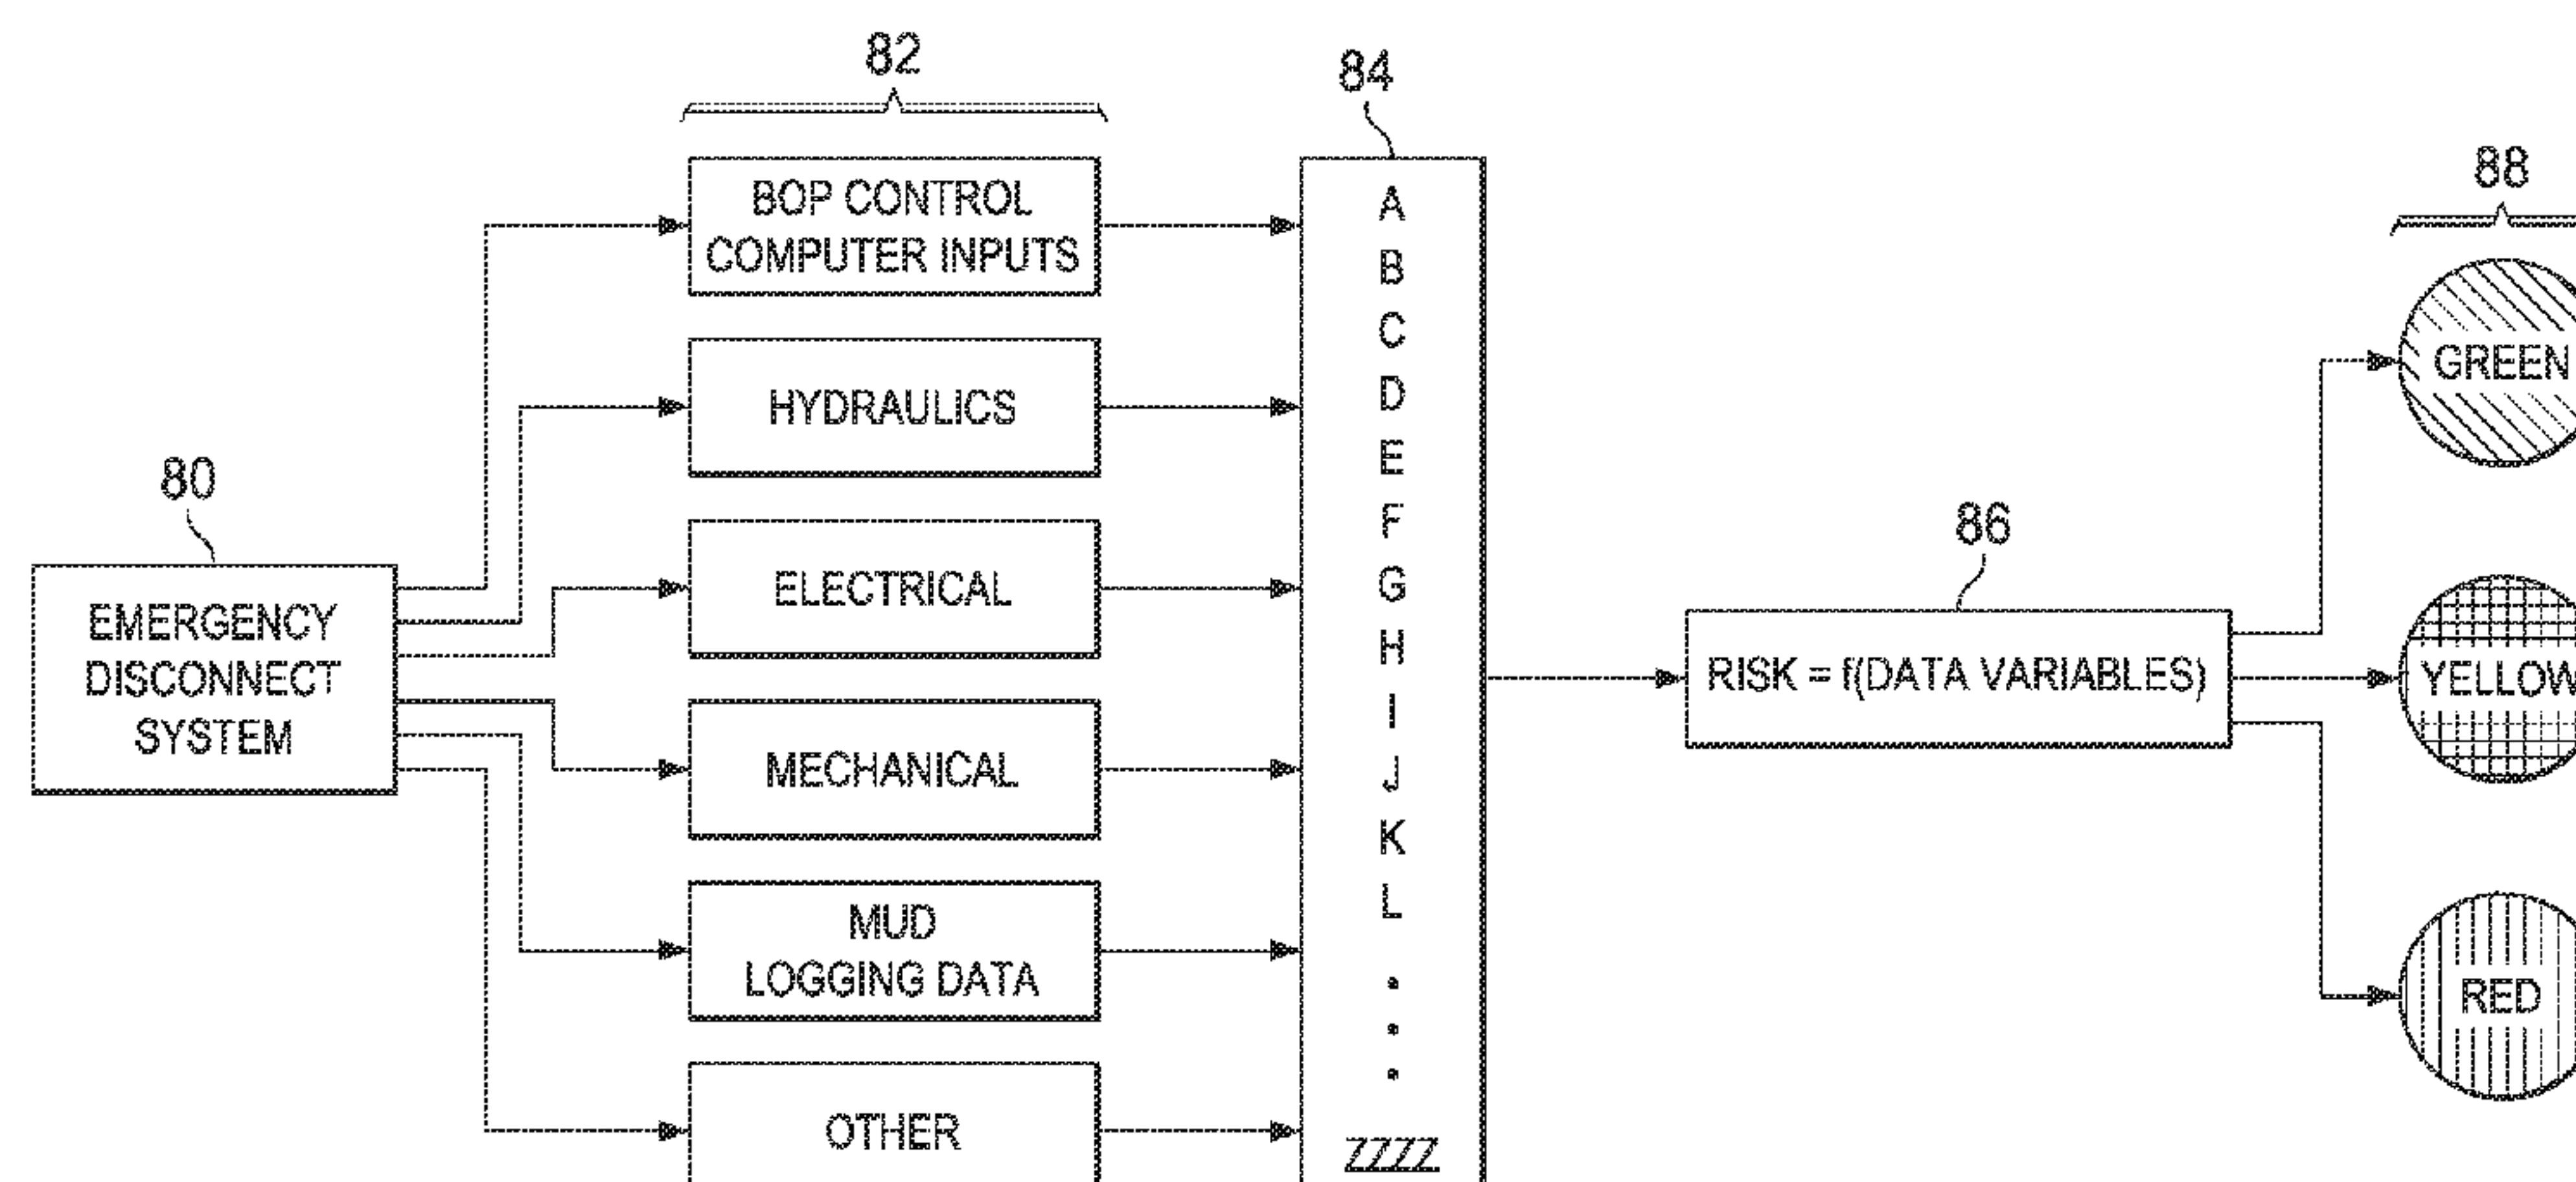 82
84
88
80
86
EMERGENCY
DISCONNECT
SYSTEM
BOP CONTROL
COMPUTER INPUTS
HYDRAULICS
ELECTRICAL
MECHANICAL
MUD
LOGGING DATA
OTHER
A
B
C
D
E
F
G
H
I
J
K
L
.
.
.
ZZZZ
RISK = f(DATA VARIABLES)
GREEN
YELLOW
RED